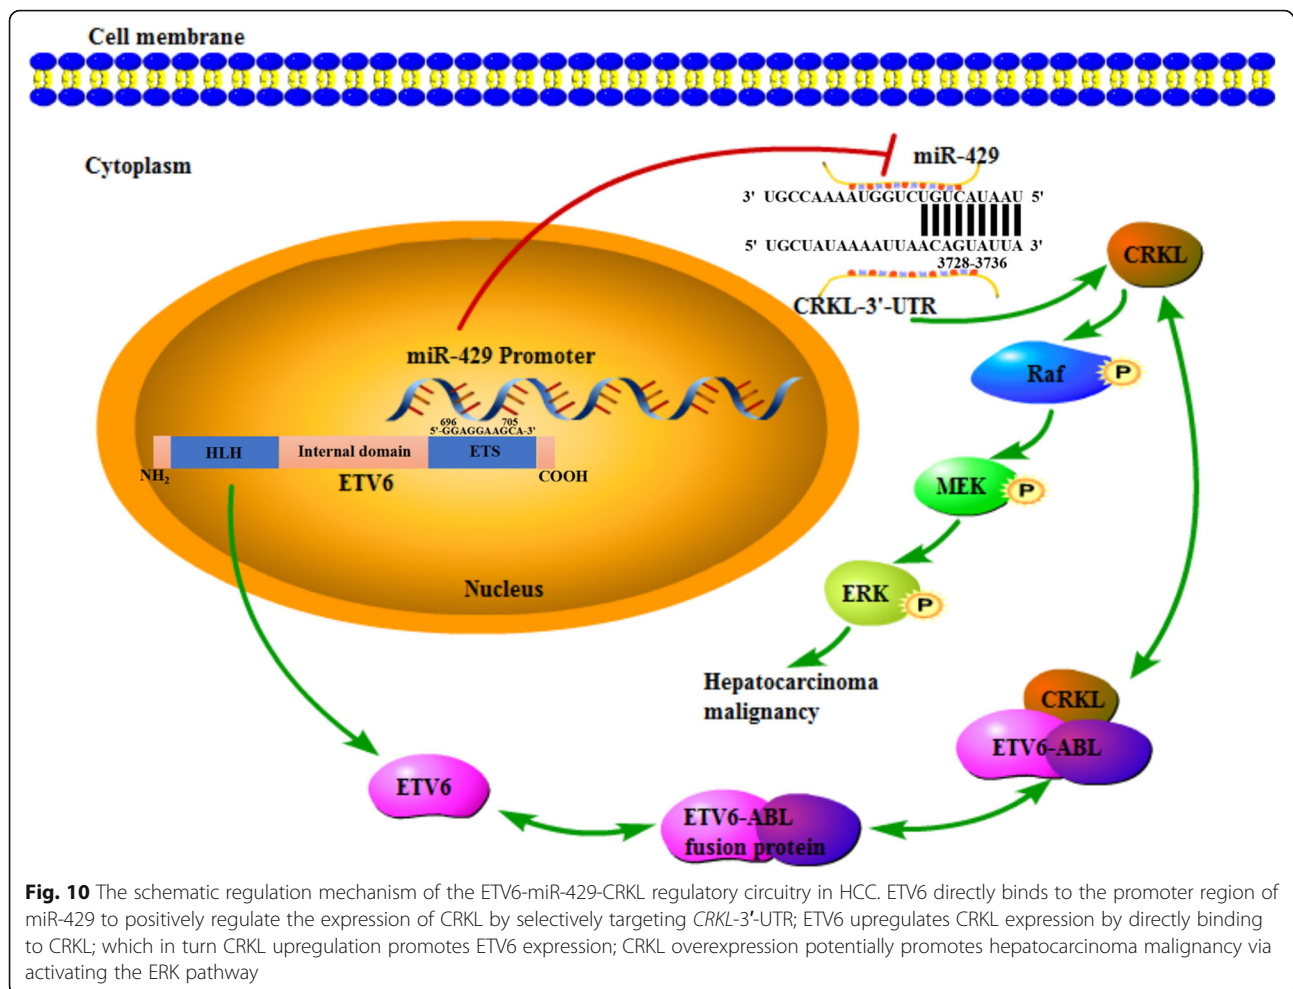 Cell membrane
Cytoplasm
miR-429
3' UGCCAAAAUGGUCUGUCAUAAU 5'
5' UGCUAUAAAAUUAACAGUAUUA 3'
3728-3736
CRKL-3'-UTR
CRKL
Raf
P
MEK
P
ERK
P
Hepatocarcinoma
malignancy
miR-429 Promoter
696 705
5'-GGAGGAAGCA-3'
HLH Internal domain ETS
NH2 COOH
ETV6
Nucleus
ETV6
ETV6-ABL
fusion protein
CRKL
ETV6-ABL
Fig. 10 The schematic regulation mechanism of the ETV6-miR-429-CRKL regulatory circuitry in HCC. ETV6 directly binds to the promoter region of
miR-429 to positively regulate the expression of CRKL by selectively targeting CRKL-3′-UTR; ETV6 upregulates CRKL expression by directly binding
to CRKL; which in turn CRKL upregulation promotes ETV6 expression; CRKL overexpression potentially promotes hepatocarcinoma malignancy via
activating the ERK pathway